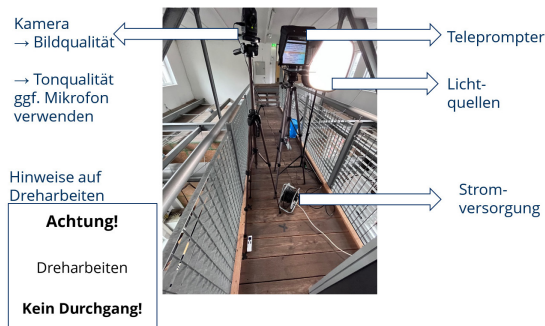 Kamera
→ Bildqualität
→ Tonqualität
ggf. Mikrofon
verwenden
Hinweise auf
Dreharbeiten
Achtung!
Dreharbeiten
Kein Durchgang!
Teleprompter
Licht-
quellen
Strom-
versorgung